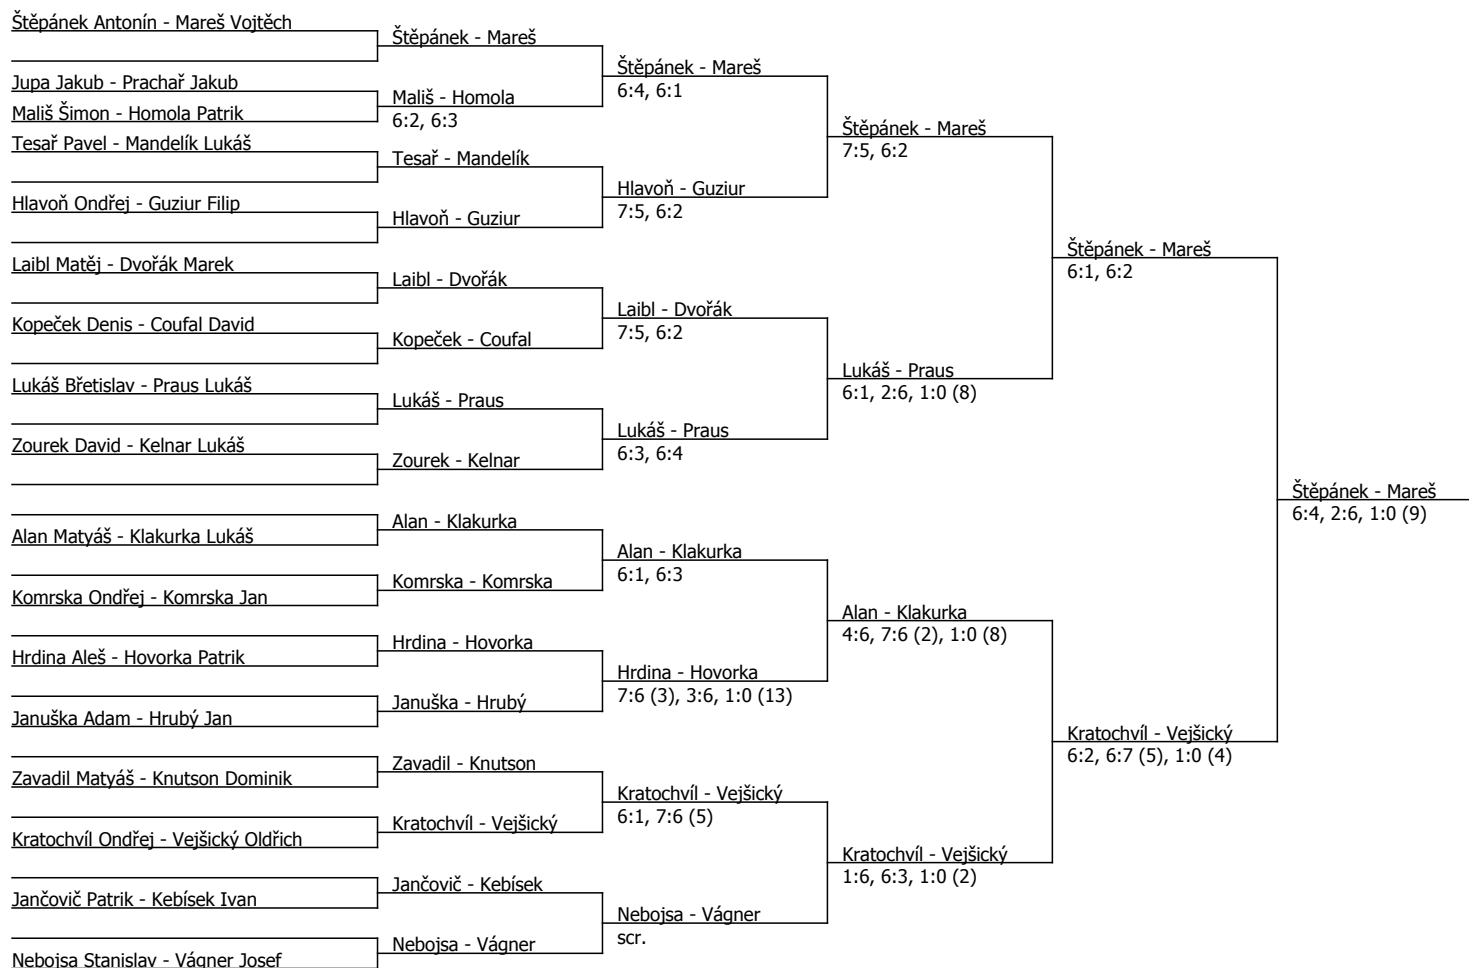 Štěpánek Antonín - Mareš Vojtěch
Jupa Jakub - Prachař Jakub
Mališ Šimon - Homola Patrik
Tesař Pavel - Mandelík Lukáš
Hlavoň Ondřej - Guziur Filip
Laibl Matěj - Dvořák Marek
Kopeček Denis - Coufal David
Lukáš Břetislav - Praus Lukáš
Zourek David - Kelnar Lukáš
Alan Matyáš - Klakurka Lukáš
Komrska Ondřej - Komrska Jan
Hrdina Aleš - Hovorka Patrik
Januška Adam - Hrubý Jan
Zavadil Matyáš - Knutson Dominik
Kratochvíl Ondřej - Vejšický Oldřich
Jančovič Patrik - Kebísek Ivan
Nebojsa Stanislav - Vágner Josef
Štěpánek - Mareš
Mališ - Homola
6:2, 6:3
Tesař - Mandelík
Hlavoň - Guziur
Laibl - Dvořák
Kopeček - Coufal
Lukáš - Praus
Zourek - Kelnar
Alan - Klakurka
Komrska - Komrska
Hrdina - Hovorka
Januška - Hrubý
Zavadil - Knutson
Kratochvíl - Vejšický
Jančovič - Kebísek
Nebojsa - Vágner
Štěpánek - Mareš
6:4, 6:1
Hlavoň - Guziur
7:5, 6:2
Laibl - Dvořák
7:5, 6:2
Lukáš - Praus
6:3, 6:4
Alan - Klakurka
6:1, 6:3
Hrdina - Hovorka
7:6 (3), 3:6, 1:0 (13)
Kratochvíl - Vejšický
6:1, 7:6 (5)
Nebojsa - Vágner
scr.
Štěpánek - Mareš
7:5, 6:2
Lukáš - Praus
6:1, 2:6, 1:0 (8)
Alan - Klakurka
4:6, 7:6 (2), 1:0 (8)
Kratochvíl - Vejšický
1:6, 6:3, 1:0 (2)
Štěpánek - Mareš
6:1, 6:2
Kratochvíl - Vejšický
6:2, 6:7 (5), 1:0 (4)
Štěpánek - Mareš
6:4, 2:6, 1:0 (9)